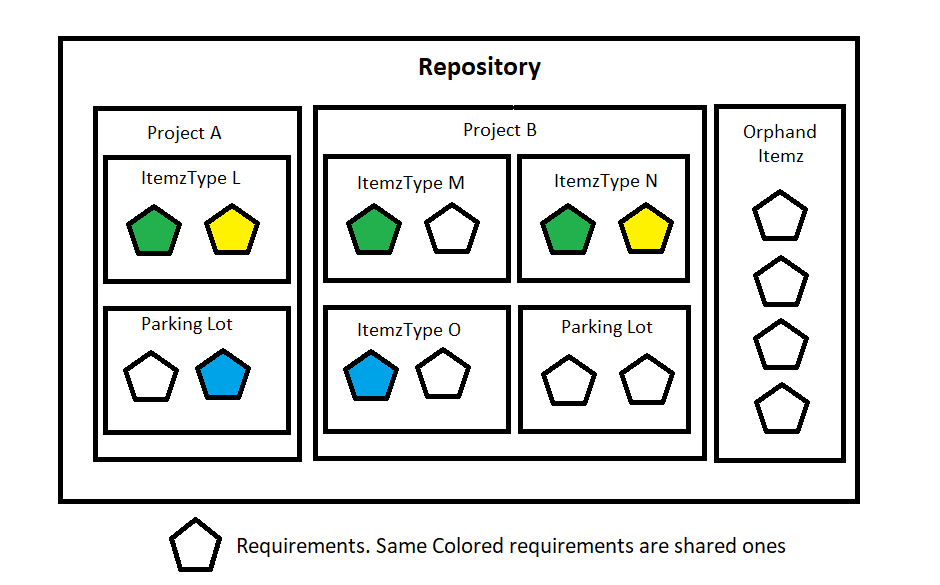 Repository
Project A
ItemzType L
Parking Lot
Project B
ItemzType M
ItemzType N
ItemzType O
Parking Lot
Orphand
Itemz
Requirements. Same Colored requirements are shared ones